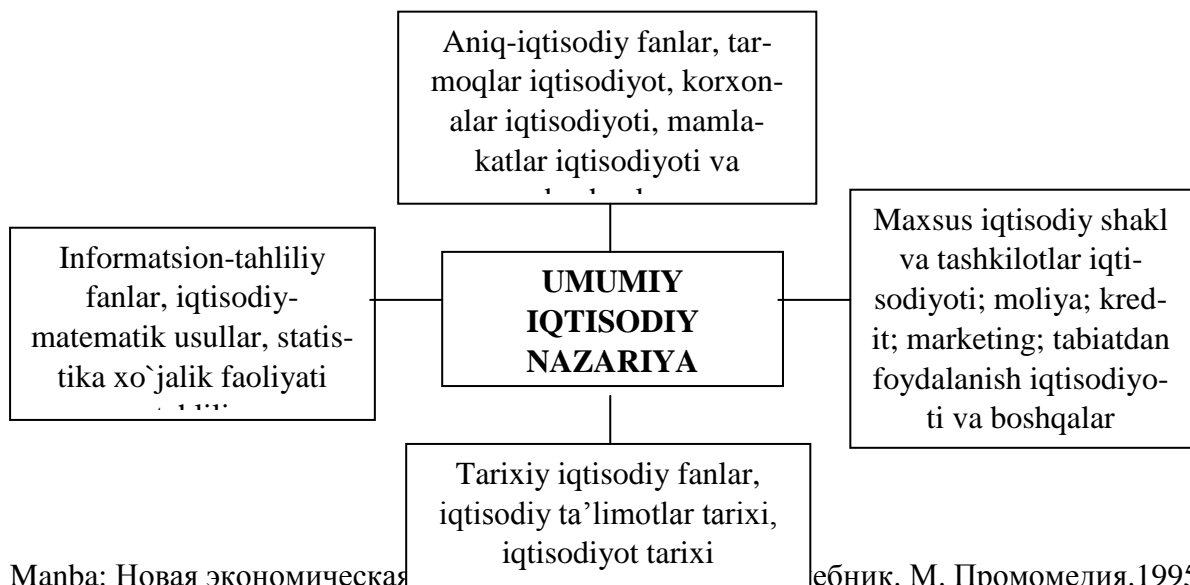 Aniq-iqtisodiy fanlar, tar-
moqlar iqtisodiyot, korxon-
alar iqtisodiyoti, mamla-
katlar iqtisodiyoti va
Informatsion-tahliliy
fanlar, iqtisodiy-
matematik usullar, statis-
tika xo`jalik faoliyati
UMUMIY
IQTISODIY
NAZARIYA
Maxsus iqtisodiy shakl
va tashkilotlar iqti-
sodiyoti; moliya; kred-
it; marketing; tabiatdan
foydalanish iqtisodiyo-
ti va boshqalar
Tarixiy iqtisodiy fanlar,
iqtisodiy ta’limotlar tarixi,
iqtisodiyot tarixi
Manba: Новая экономическая ебник. М. Промомедия.1995